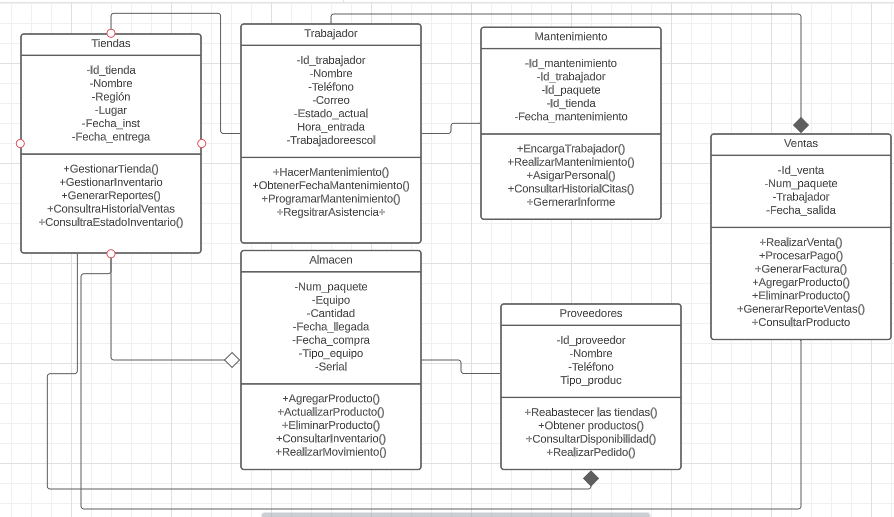 Tiendas
-Id_tienda
-Nombre
-Región
-Lugar
-Fecha_inst
-Fecha_entrega
+GestionarTienda()
+GestionarInventario
+GenerarReportes()
+ConsultraHistorialVentas
+ConsultraEstadoInventario()
Trabajador
-Id_trabajador
-Nombre
-Teléfono
-Correo
-Estado_actual
Hora_entrada
-Trabajadoreescol
+HacerMantenimiento()
+ObtenerFechaMantenimiento()
+ProgramarMantenimiento()
+RegsitrarAsistencia+
Mantenimiento
-Id_mantenimiento
-Id_trabajador
-Id_paquete
-Id_tienda
-Fecha_mantenimiento
+EncargaTrabajador()
+RealizarMantenimiento()
+AsigarPersonal()
+ConsultarHistorialCitas()
+GernerarInforme
Ventas
-Id_venta
-Num_paquete
-Trabajador
-Fecha_salida
+RealizarVenta()
+ProcesarPago()
+GenerarFactura()
+AgregarProducto()
+EliminarProducto()
+GenerarReporteVentas()
+ConsultarProducto
Almacen
-Num_paquete
-Equipo
-Cantidad
-Fecha_llegada
-Fecha_compra
-Tipo_equipo
-Serial
+AgregarProducto()
+ActualizarProducto()
+EliminarProducto()
+ConsultarInventario()
+RealizarMovimiento()
Proveedores
-Id_proveedor
-Nombre
-Teléfono
Tipo_produc
+Reabastecer las tiendas()
+Obtener productos()
+ConsultarDisponibilidad()
+RealizarPedido()